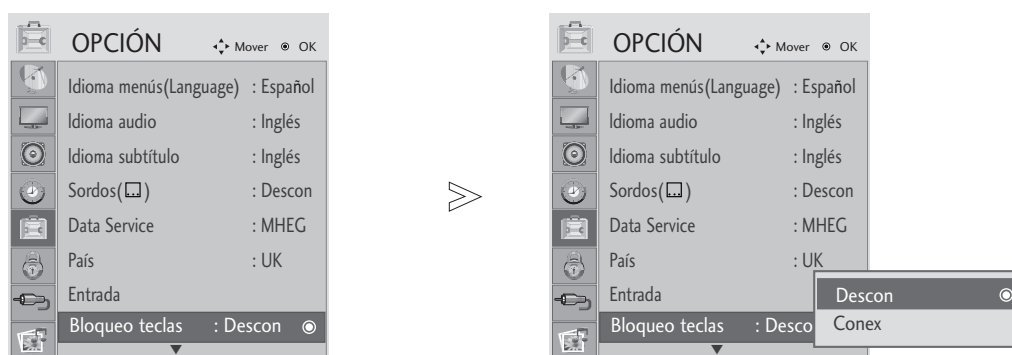 OPCIÓN Mover OK
Idioma menús(Language) : Español
Idioma audio : Inglés
Idioma subtítulo : Inglés
Sordos( ) : Descon
Data Service : MHEG
País : UK
Entrada
Bloqueo teclas : Descon
OPCIÓN Mover OK
Idioma menús(Language) : Español
Idioma audio : Inglés
Idioma subtítulo : Inglés
Sordos( ) : Descon
Data Service : MHEG
País : UK
Entrada
Bloqueo teclas : Desco
Descon
Conex